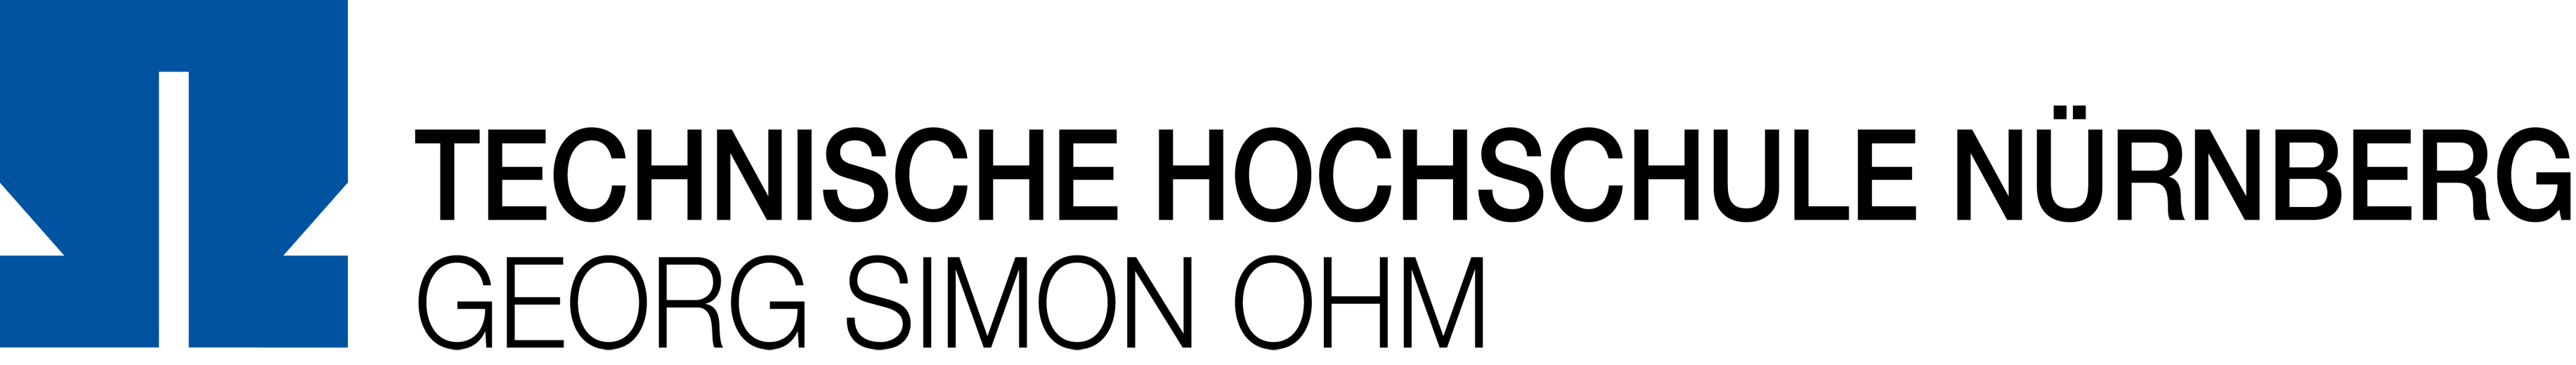 TECHNISCHE HOCHSCHULE NÜRNBERG
GEORG SIMON OHM